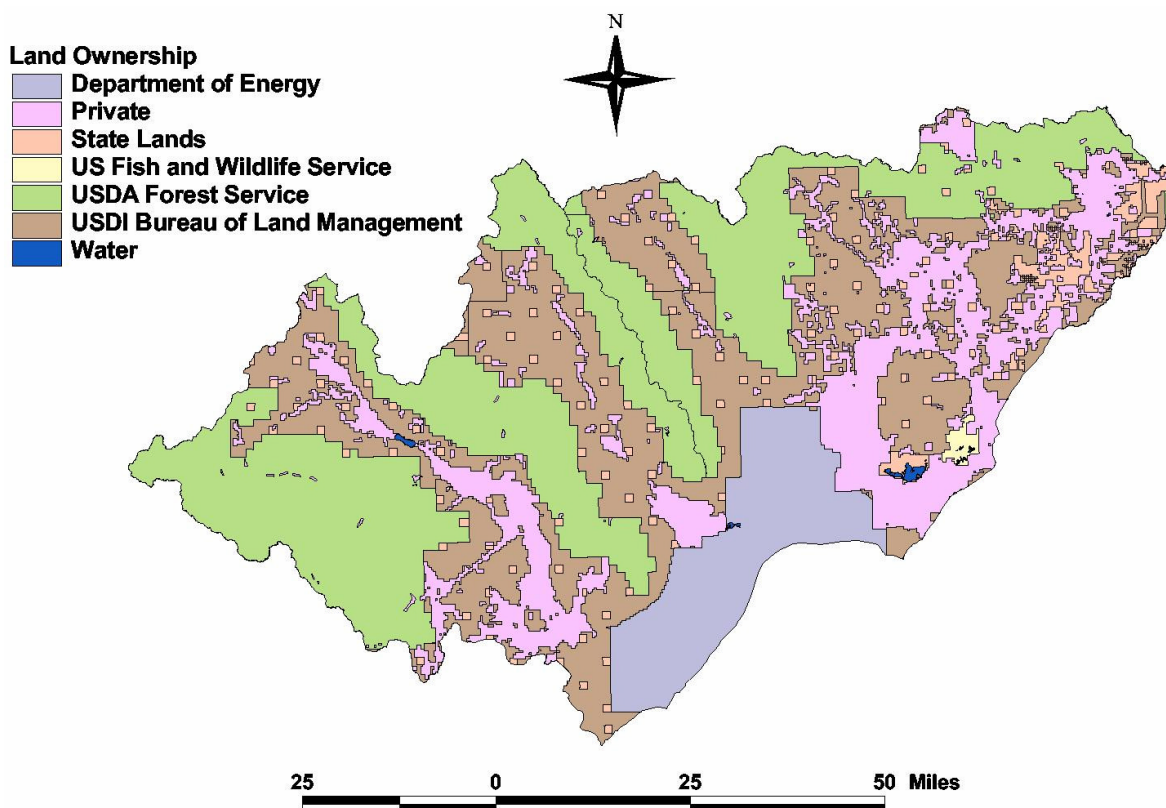 N
Land Ownership
Department of Energy
Private
State Lands
US Fish and Wildlife Service
USDA Forest Service
USDI Bureau of Land Management
Water
25 0 25 50 Miles